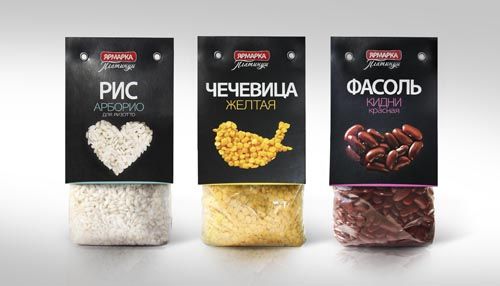 ЯРМАРКА
Платинум
РИС
АРБОРИО
ДЛЯ РИЗОТТО
ЯРМАРКА
Платинум
ЧЕЧЕВИЦА
ЖЕЛТАЯ
ЯРМАРКА
Платинум
ФАСОЛЬ
КИДНИ
красная